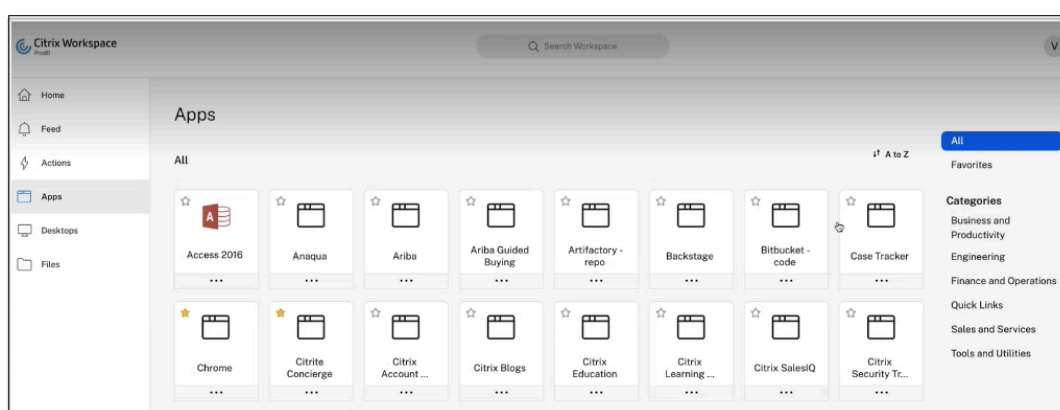 Citrix Workspace
Search Workspace
V
Home
Feed
Actions
Apps
Desktops
Files
Apps
All
A to Z
Access 2016
Anaqua
Ariba
Ariba Guided
Buying
Artifactory -
repo
Backstage
Bitbucket -
code
Case Tracker
Chrome
Citrite
Concierge
Citrix
Account ...
Citrix Blogs
Citrix
Education
Citrix
Learning ...
Citrix SalesIQ
Citrix
Security Tr...
All
Favorites
Categories
Business and
Productivity
Engineering
Finance and Operations
Quick Links
Sales and Services
Tools and Utilities